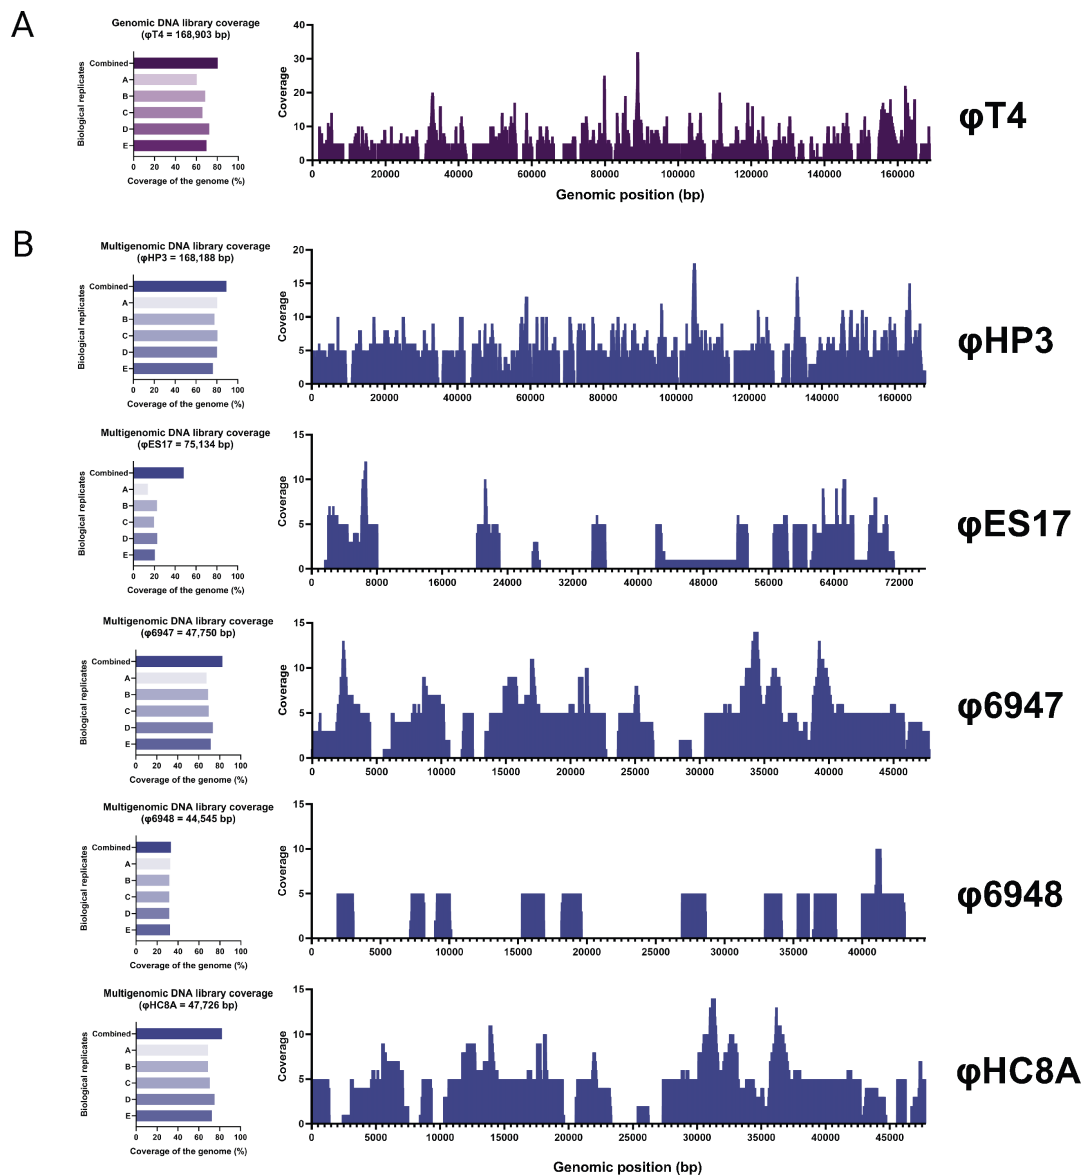 A
Genomic DNA library coverage
(φT4 = 168,903 bp)
Biological replicates
Combined
A
B
C
D
E
0 20 40 60 80 100
Coverage of the genome (%)
Coverage
40
30
20
10
0
0 20000 40000 60000 80000 100000 120000 140000 160000
Genomic position (bp)
φT4
B
Multigenomic DNA library coverage
(φHP3 = 168,188 bp)
Biological replicates
Combined
A
B
C
D
E
0 20 40 60 80 100
Coverage of the genome (%)
Coverage
20
15
10
5
0
0 20000 40000 60000 80000 100000 120000 140000 160000
φHP3
Multigenomic DNA library coverage
(φES17 = 75,134 bp)
Biological replicates
Combined
A
B
C
D
E
0 20 40 60 80 100
Coverage of the genome (%)
Coverage
15
10
5
0
0 8000 16000 24000 32000 40000 48000 56000 64000 72000
φES17
Multigenomic DNA library coverage
(φ6947 = 47,750 bp)
Biological replicates
Combined
A
B
C
D
E
0 20 40 60 80 100
Coverage of the genome (%)
Coverage
15
10
5
0
0 5000 10000 15000 20000 25000 30000 35000 40000 45000
φ6947
Multigenomic DNA library coverage
(φ6948 = 44,545 bp)
Biological replicates
Combined
A
B
C
D
E
0 20 40 60 80 100
Coverage of the genome (%)
Coverage
15
10
5
0
0 5000 10000 15000 20000 25000 30000 35000 40000
φ6948
Multigenomic DNA library coverage
(φHC8A = 47,726 bp)
Biological replicates
Combined
A
B
C
D
E
0 20 40 60 80 100
Coverage of the genome (%)
Coverage
15
10
5
0
0 5000 10000 15000 20000 25000 30000 35000 40000 45000
Genomic position (bp)
φHC8A